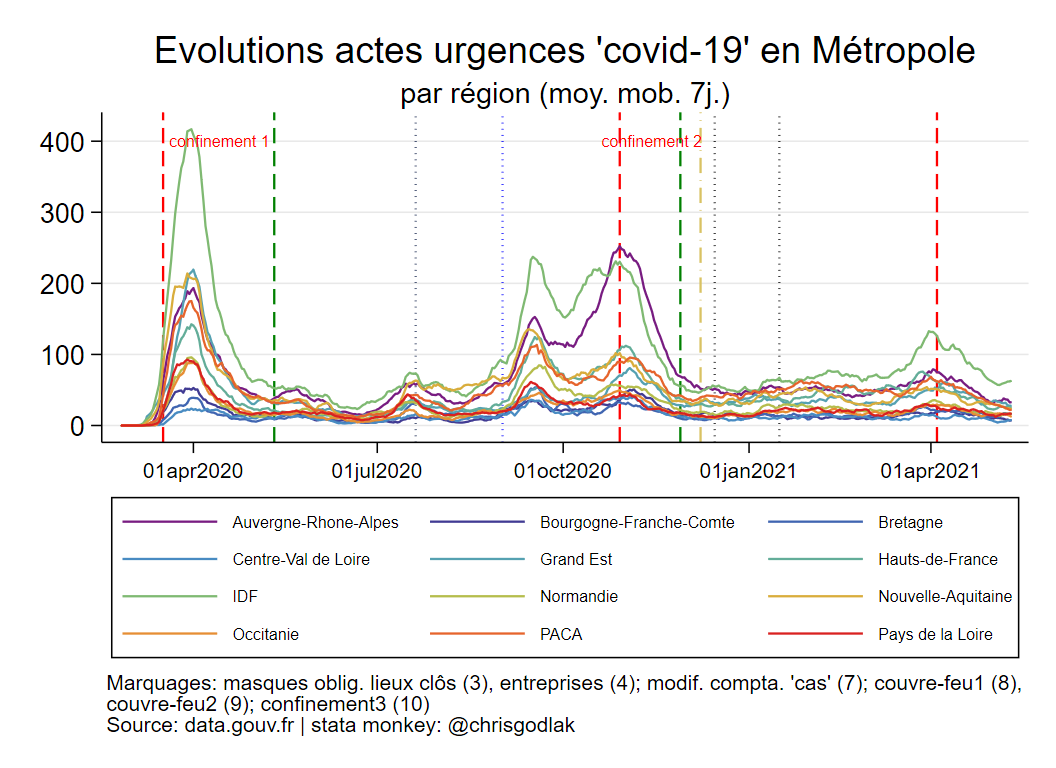 Evolutions actes urgences 'covid-19' en Métropole
par région (moy. mob. 7j.)
confinement 1
confinement 2
400
300
200
100
0
01apr2020
01jul2020
01oct2020
01jan2021
01apr2021
Auvergne-Rhone-Alpes
Bourgogne-Franche-Comte
Bretagne
Centre-Val de Loire
Grand Est
Hauts-de-France
IDF
Normandie
Nouvelle-Aquitaine
Occitanie
PACA
Pays de la Loire
Marquages: masques oblig. lieux clôs (3), entreprises (4); modif. compta. 'cas' (7); couvre-feu1 (8),
couvre-feu2 (9); confinement3 (10)
Source: data.gouv.fr | stata monkey: @chrisgodlak